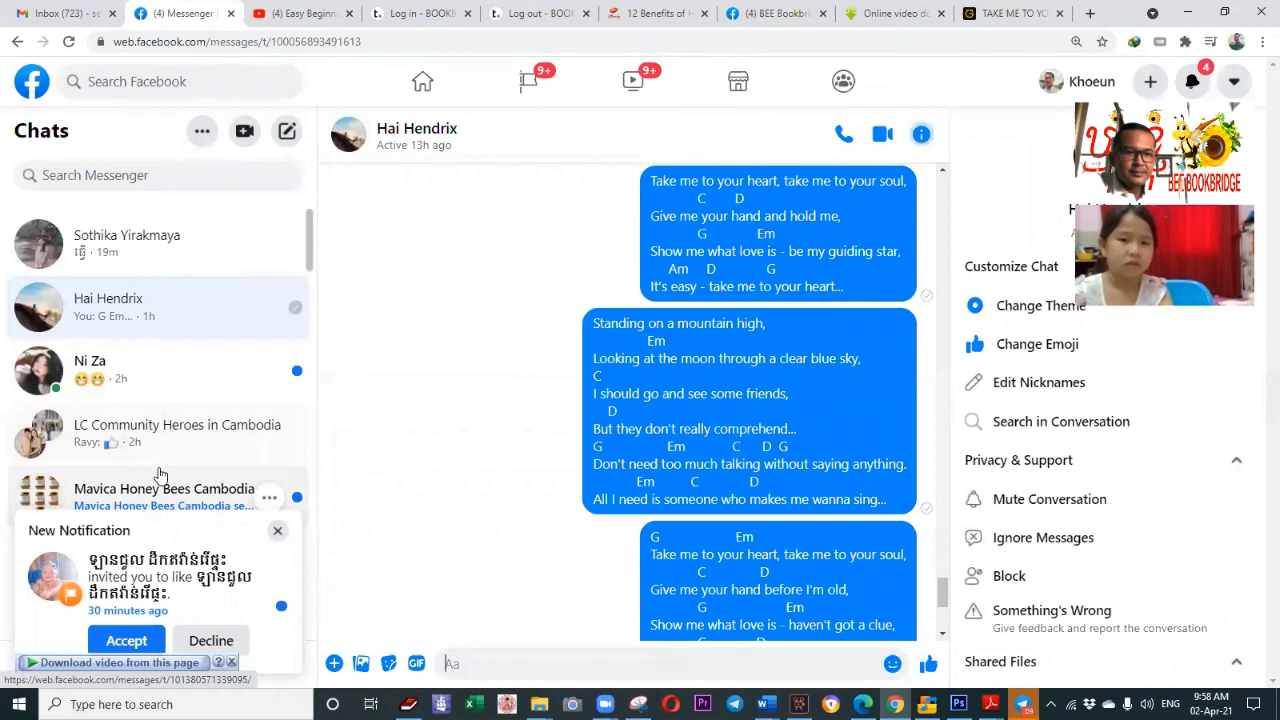 Inbox (723) - se
(4) Messenger
(4) Easy Beginn
Log in - BOOK
Log out - BOOK
12 Benefits of
(4) BEE Bookbri
Online video d
TAKE ME TO YO
web.facebook.com/messages/t/100056893491613
Search Facebook
9+
9+
Khoeun
4
Chats
Search Messenger
Sothika Yirakmaya
ធ្វើ · 19m
Hai Hendrix
You: G Em... · 1h
Ni Za
· 2h
LC Community Heroes in Cambodia
Ravy: · 2h
Mavica Honey Bees Cambodia
Mavica Honey Bees Cambodia se...
New Notification
invited you to like
30 minutes ago
Accept
Decline
Download video from this page
https://web.facebook.com/messages/t/101380571339095/
Hai Hendrix
Active 13h ago
Take me to your heart, take me to your soul,
C D
Give me your hand and hold me,
G Em
Show me what love is - be my guiding star,
Am D G
It's easy - take me to your heart...
Standing on a mountain high,
Em
Looking at the moon through a clear blue sky,
C
I should go and see some friends,
D
But they don't really comprehend...
G Em C D G
Don't need too much talking without saying anything.
Em C D
All I need is someone who makes me wanna sing...
G Em
Take me to your heart, take me to your soul,
C D
Give me your hand before I'm old,
G Em
Show me what love is - haven't got a clue,
Aa
GIF
BEE BOOKBRIDGE
Customize Chat
Change Theme
Change Emoji
Edit Nicknames
Search in Conversation
Privacy & Support
Mute Conversation
Ignore Messages
Block
Something's Wrong
Give feedback and report the conversation
Shared Files
Type here to search
ENG
9:58 AM
02-Apr-21